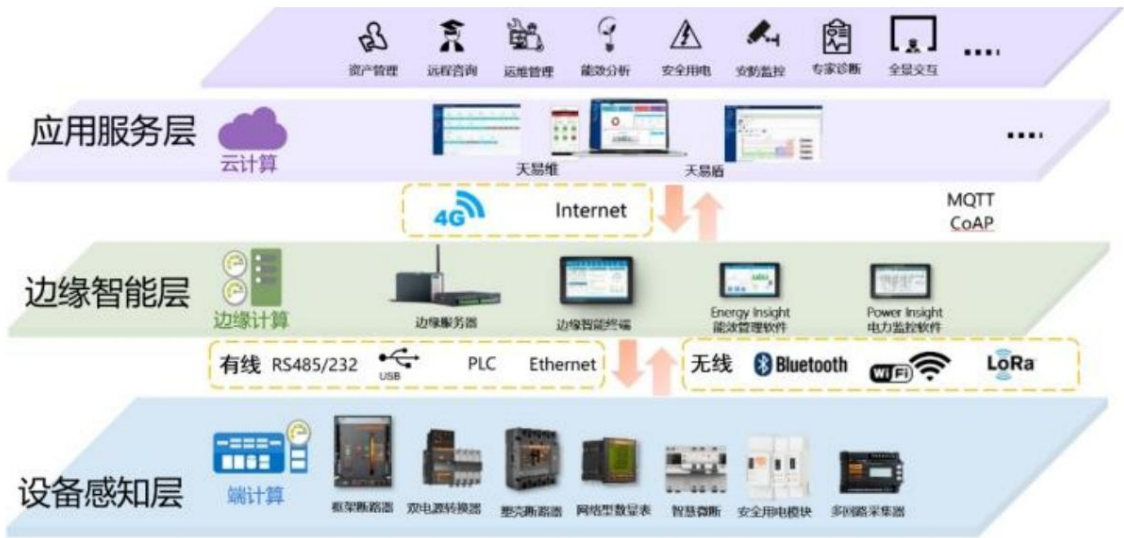 资产管理 远程咨询 运维管理 能效分析 安全用电 安防监控 专家诊断 全景交互
应用服务层
云计算
天易维 天易盾
4G Internet
MQTT
CoAP
边缘智能层
边缘计算
边缘服务器 边缘智能终端
Energy Insight
能效管理软件
Power Insight
电力监控软件
有线 RS485/232 USB PLC Ethernet
无线 Bluetooth WiFi LoRa
设备感知层
端计算
框架断路器 双电源转换器 塑壳断路器 网络型数量表 智慧微断 安全用电模块 多回路采集器